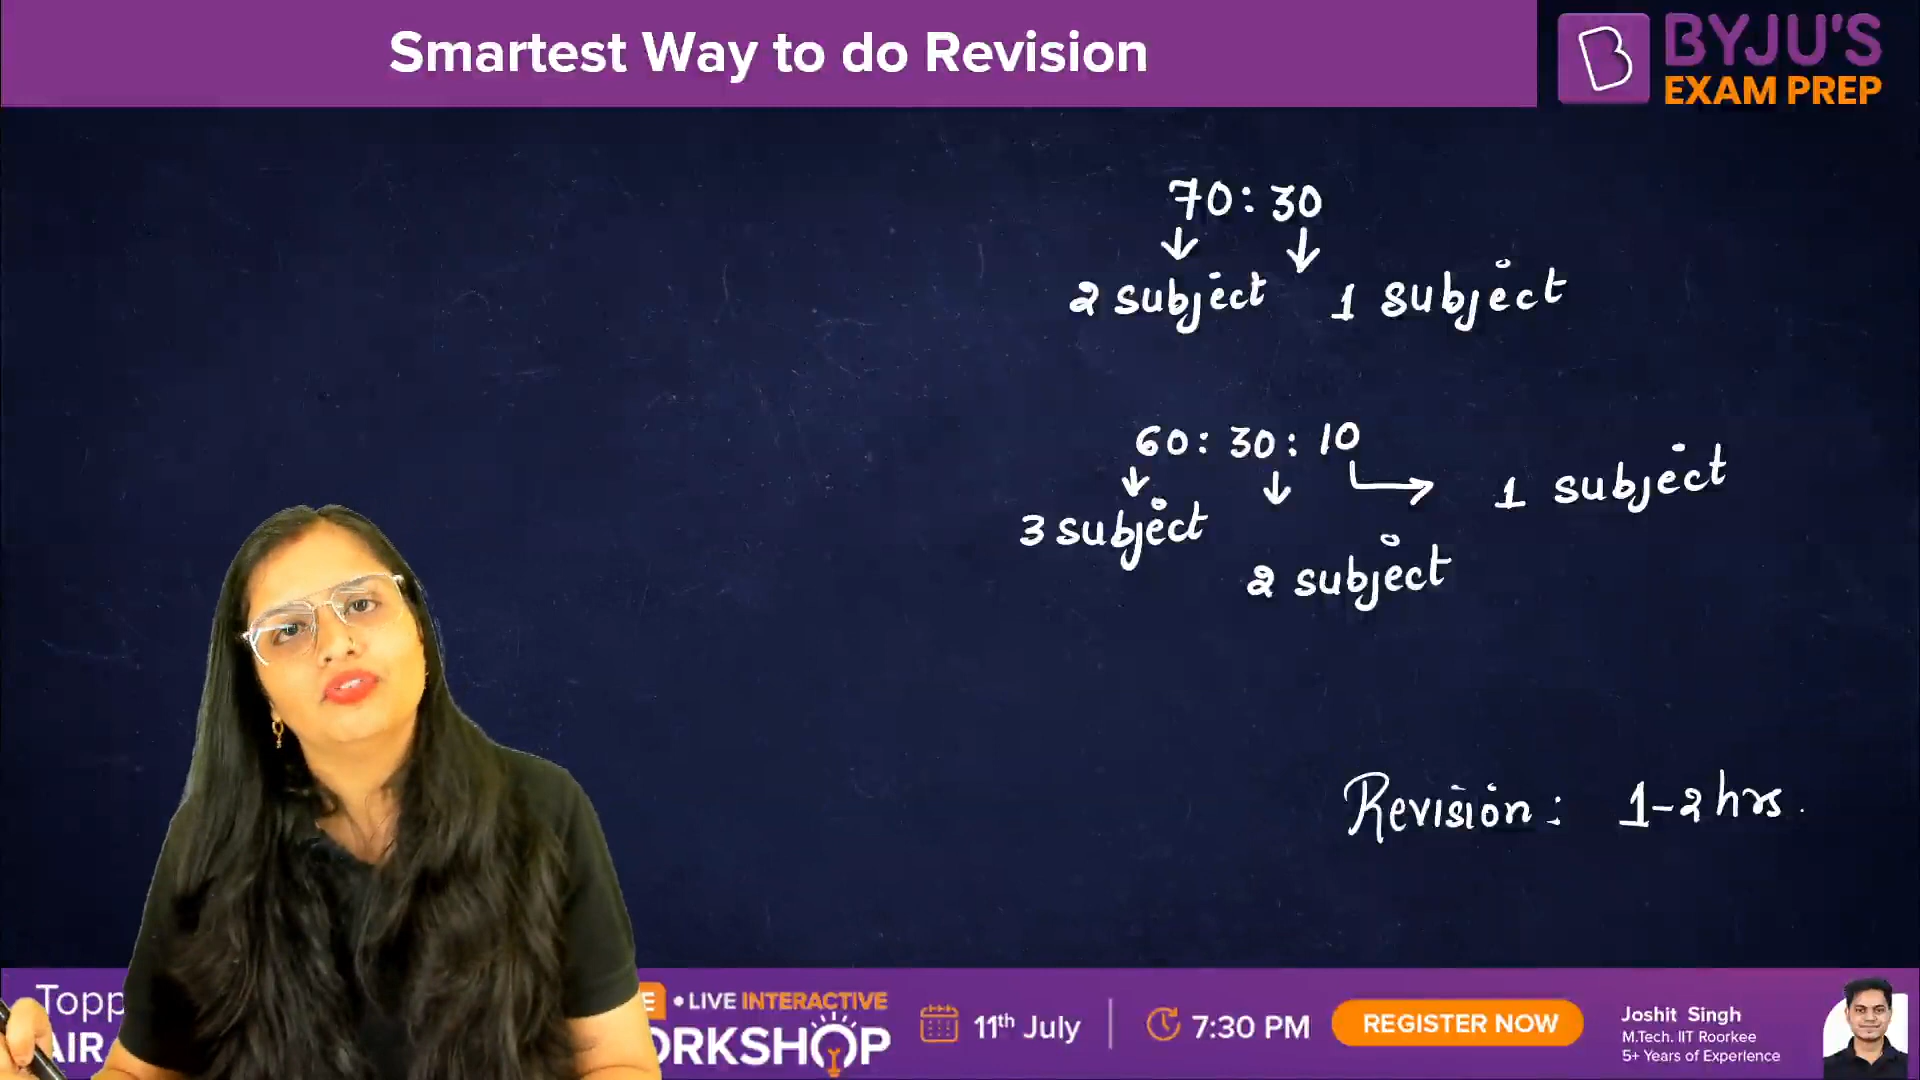 Smartest Way to do Revision
BYJU'S
EXAM PREP
70 : 30
2 subject 1 subject
60 : 30 : 10
1 subject
3 subject
2 subject
Revision : 1-2 hrs.
LIVE INTERACTIVE
AIR
11th July
7:30 PM
REGISTER NOW
Joshit Singh
M.Tech. IIT Roorkee
5+ Years of Experience